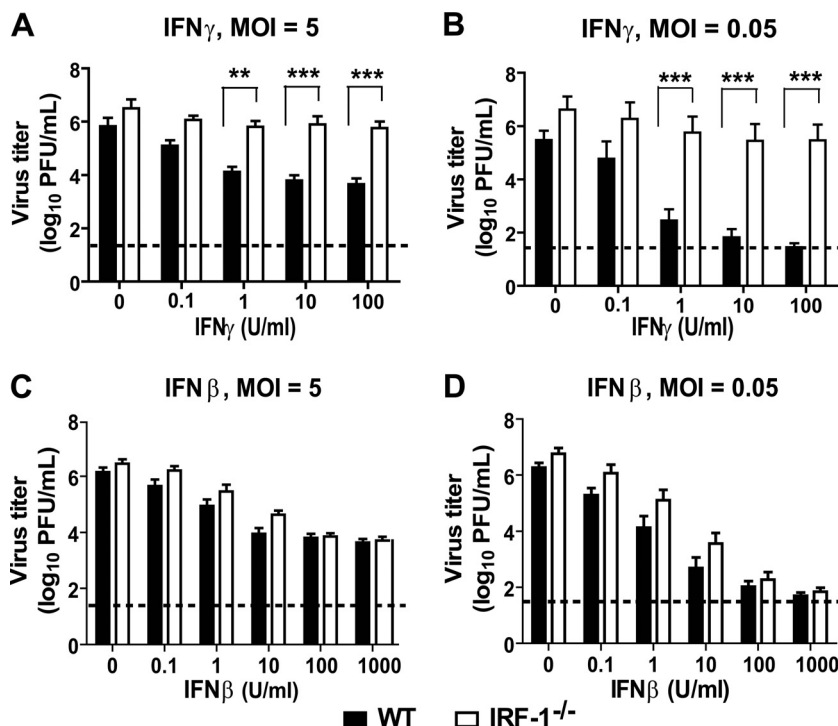 A
IFNγ, MOI = 5
Virus titer
(log10 PFU/mL)
8
6
4
2
0
**
***
***
0 0.1 1 10 100
IFNγ (U/ml)
B
IFNγ, MOI = 0.05
Virus titer
(log10 PFU/mL)
8
6
4
2
0
***
***
***
0 0.1 1 10 100
IFNγ (U/ml)
C
IFNβ, MOI = 5
Virus titer
(log10 PFU/mL)
8
6
4
2
0
0 0.1 1 10 100 1000
IFNβ (U/ml)
D
IFNβ, MOI = 0.05
Virus titer
(log10 PFU/mL)
8
6
4
2
0
0 0.1 1 10 100 1000
IFNβ (U/ml)
WT IRF-1-/-